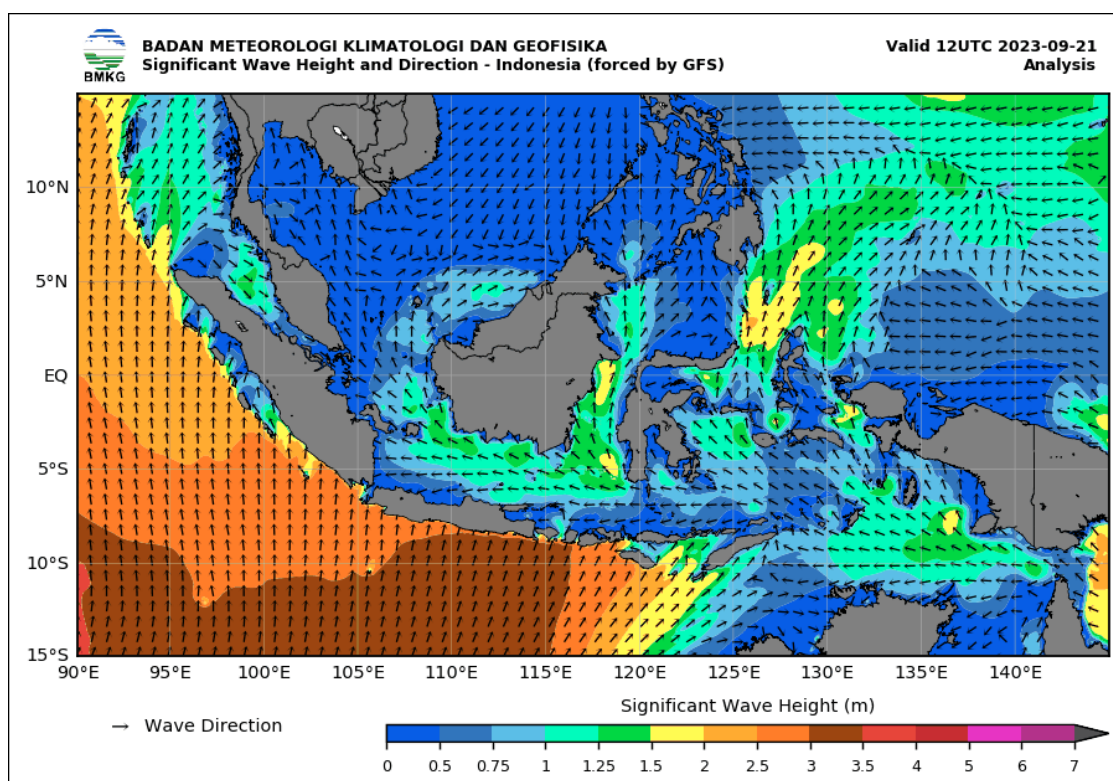 BMKG
BADAN METEOROLOGI KLIMATOLOGI DAN GEOFISIKA
Significant Wave Height and Direction - Indonesia (forced by GFS)
Valid 12UTC 2023-09-21
Analysis
10°N
5°N
EQ
5°S
10°S
15°S
90°E 95°E 100°E 105°E 110°E 115°E 120°E 125°E 130°E 135°E 140°E
→ Wave Direction
Significant Wave Height (m)
0 0.5 0.75 1 1.25 1.5 2 2.5 3 3.5 4 5 6 7